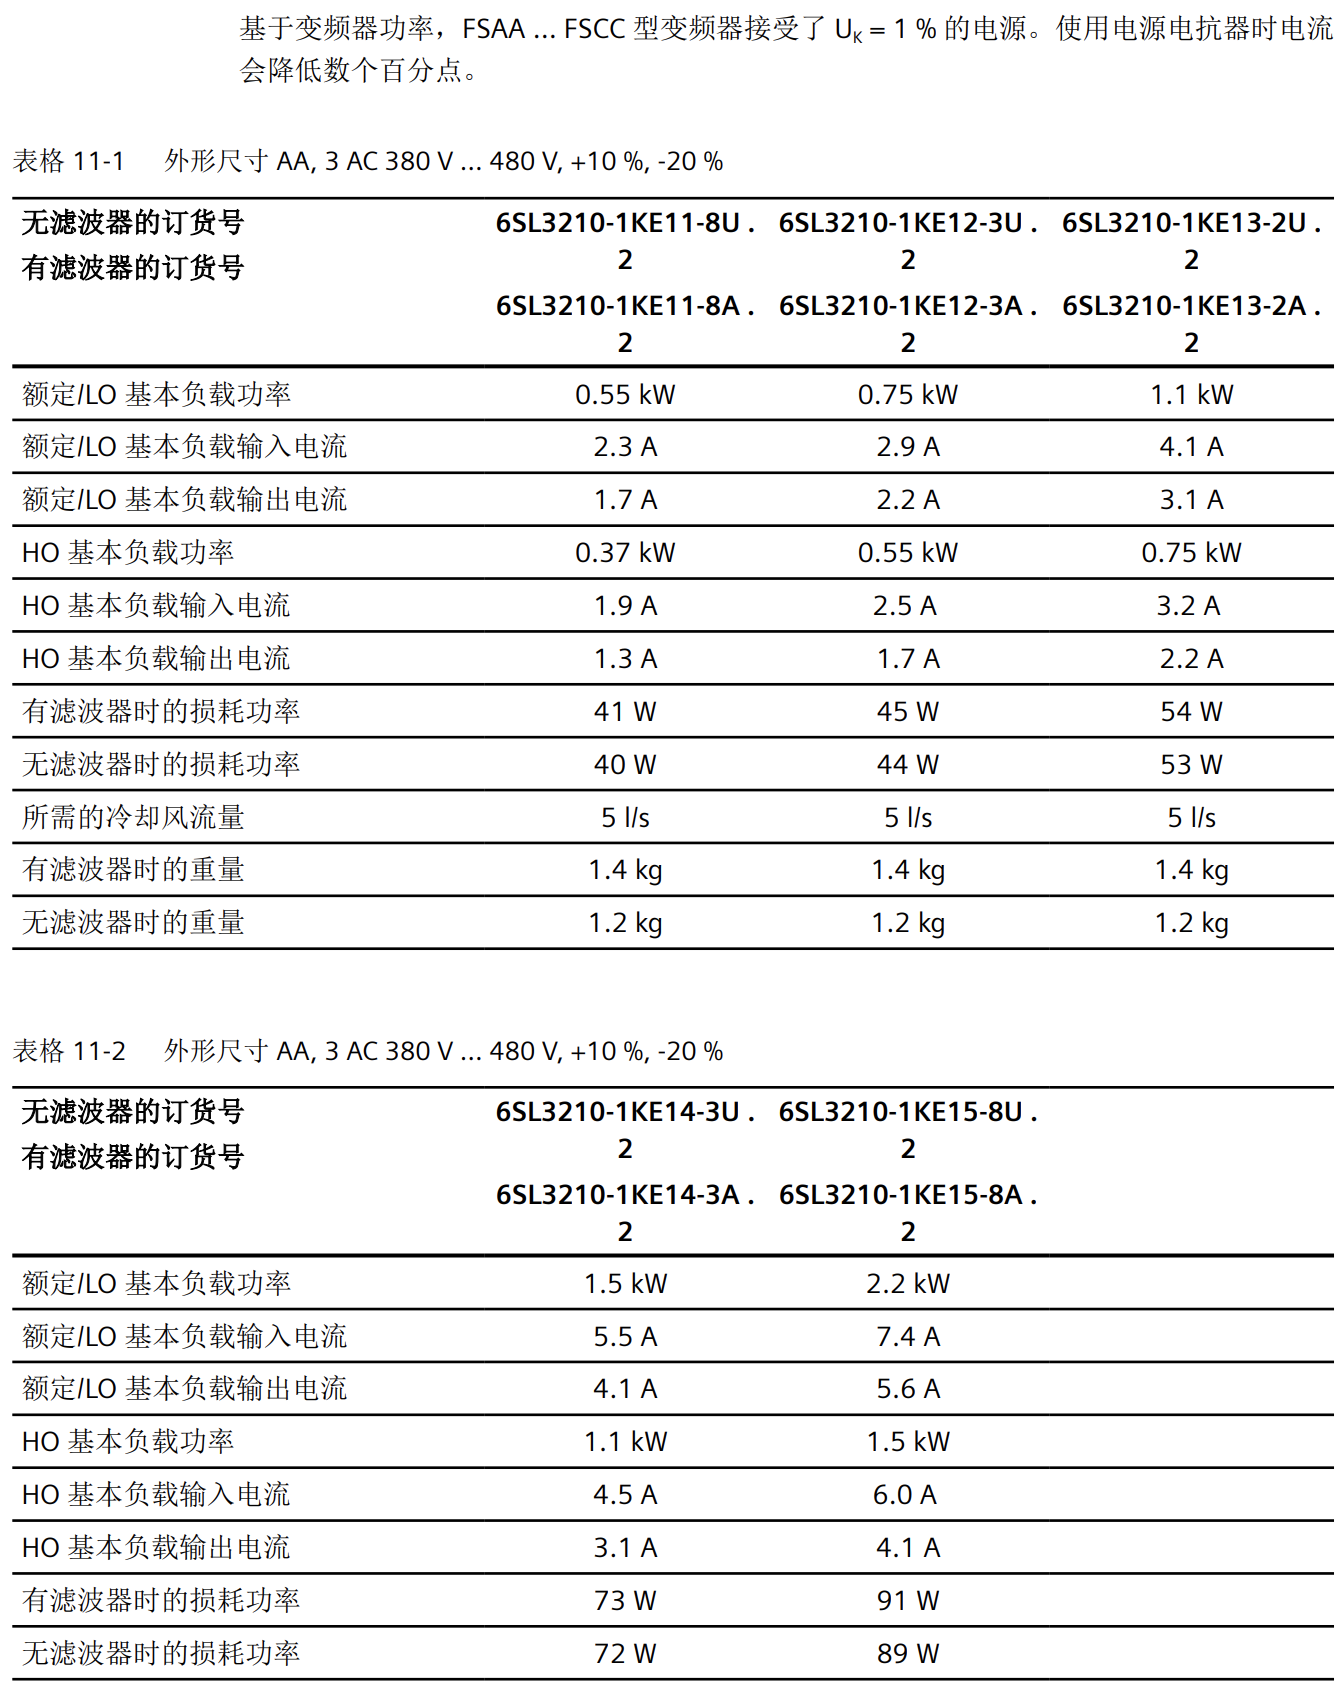 基于变频器功率，FSAA ... FSCC 型变频器接受了 UK = 1 % 的电源。使用电源电抗器时电流
会降低数个百分点。
表格 11-1 外形尺寸 AA, 3 AC 380 V ... 480 V, +10 %, -20 %
无滤波器的订货号 6SL3210-1KE11-8U . 6SL3210-1KE12-3U . 6SL3210-1KE13-2U .
有滤波器的订货号 2 2 2
6SL3210-1KE11-8A . 6SL3210-1KE12-3A . 6SL3210-1KE13-2A .
2 2 2
额定/LO 基本负载功率 0.55 kW 0.75 kW 1.1 kW
额定/LO 基本负载输入电流 2.3 A 2.9 A 4.1 A
额定/LO 基本负载输出电流 1.7 A 2.2 A 3.1 A
HO 基本负载功率 0.37 kW 0.55 kW 0.75 kW
HO 基本负载输入电流 1.9 A 2.5 A 3.2 A
HO 基本负载输出电流 1.3 A 1.7 A 2.2 A
有滤波器时的损耗功率 41 W 45 W 54 W
无滤波器时的损耗功率 40 W 44 W 53 W
所需的冷却风流量 5 l/s 5 l/s 5 l/s
有滤波器时的重量 1.4 kg 1.4 kg 1.4 kg
无滤波器时的重量 1.2 kg 1.2 kg 1.2 kg
表格 11-2 外形尺寸 AA, 3 AC 380 V ... 480 V, +10 %, -20 %
无滤波器的订货号 6SL3210-1KE14-3U . 6SL3210-1KE15-8U .
有滤波器的订货号 2 2
6SL3210-1KE14-3A . 6SL3210-1KE15-8A .
2 2
额定/LO 基本负载功率 1.5 kW 2.2 kW
额定/LO 基本负载输入电流 5.5 A 7.4 A
额定/LO 基本负载输出电流 4.1 A 5.6 A
HO 基本负载功率 1.1 kW 1.5 kW
HO 基本负载输入电流 4.5 A 6.0 A
HO 基本负载输出电流 3.1 A 4.1 A
有滤波器时的损耗功率 73 W 91 W
无滤波器时的损耗功率 72 W 89 W